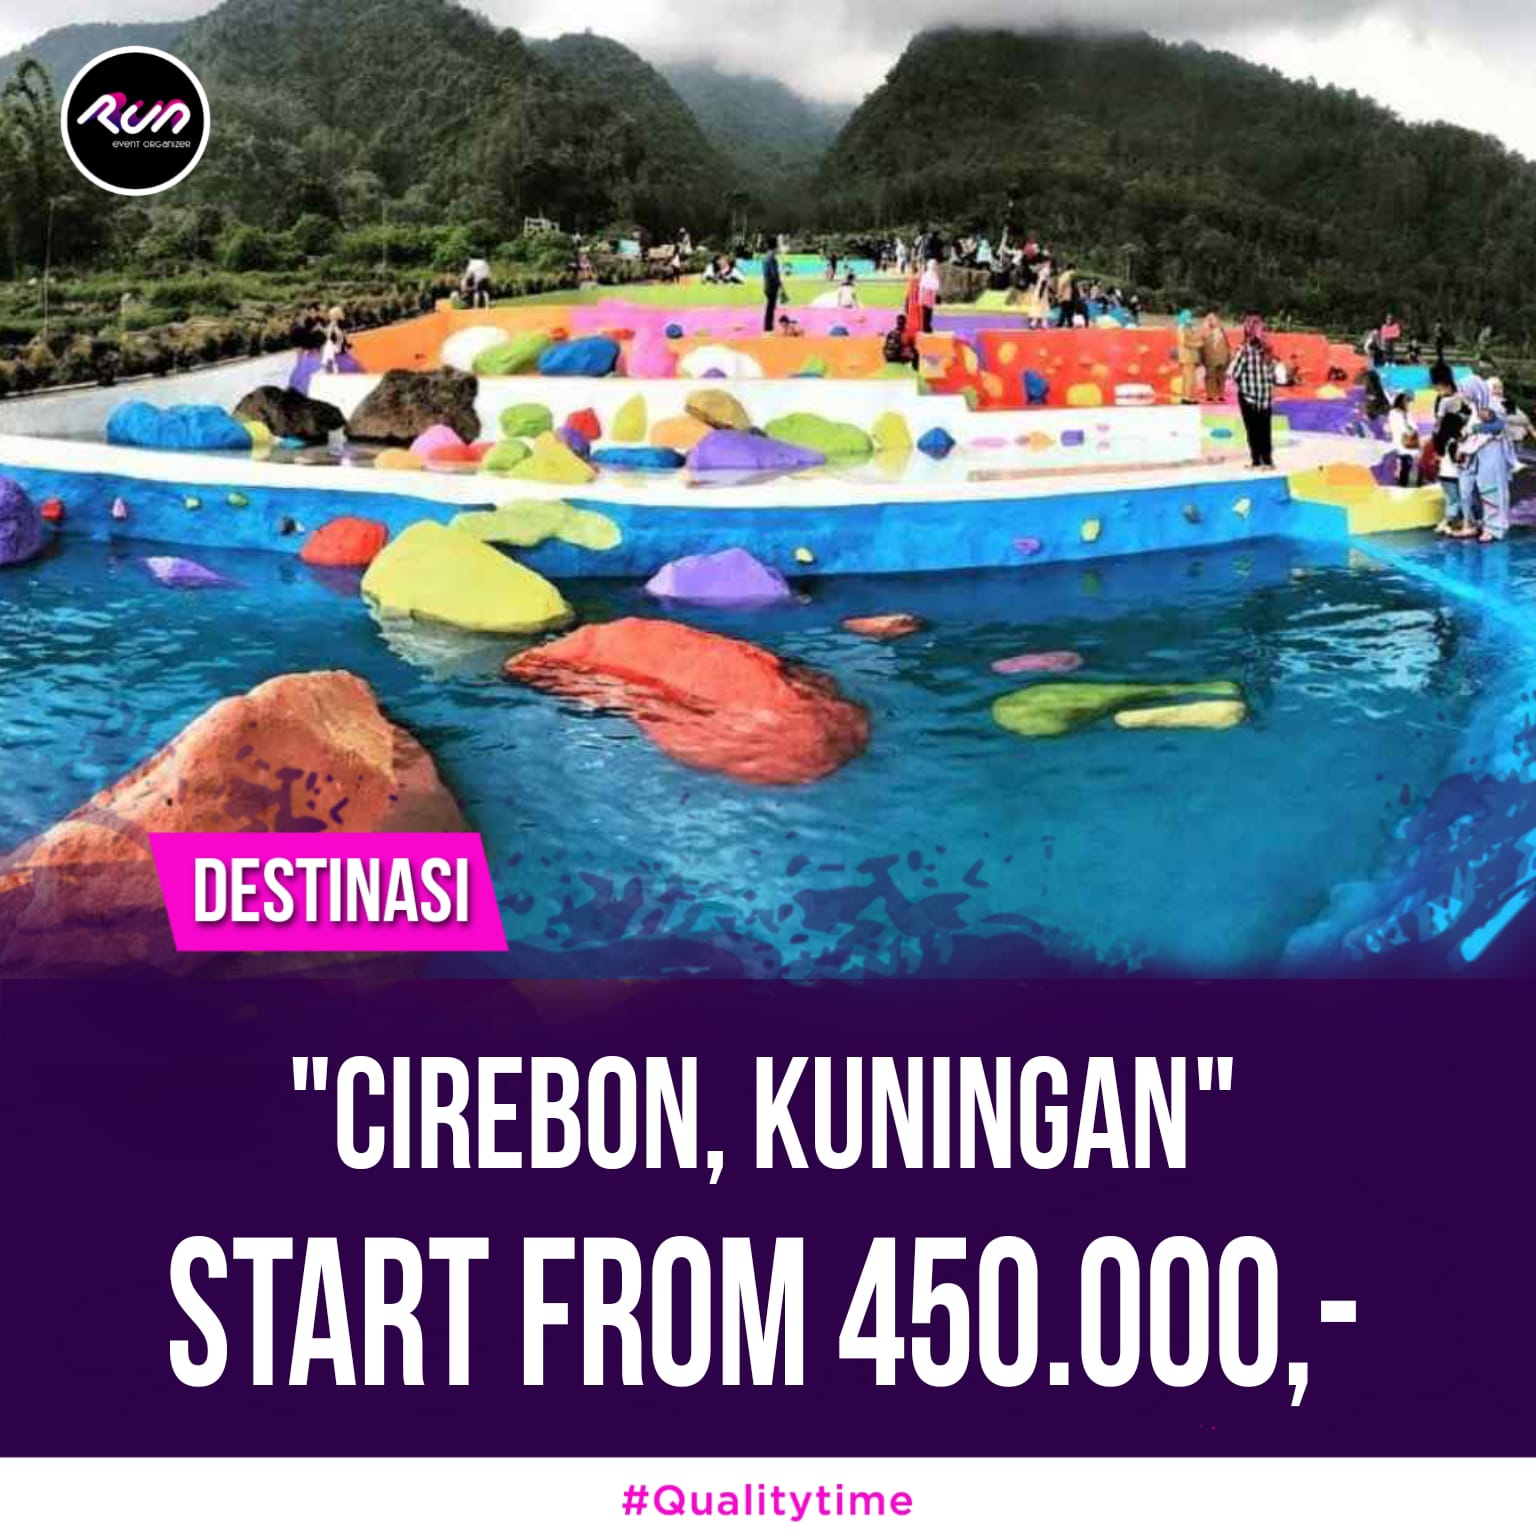 Run
EVENT ORGANIZER
DESTINASI
"CIREBON, KUNINGAN"
START FROM 450.000,-
#Qualitytime